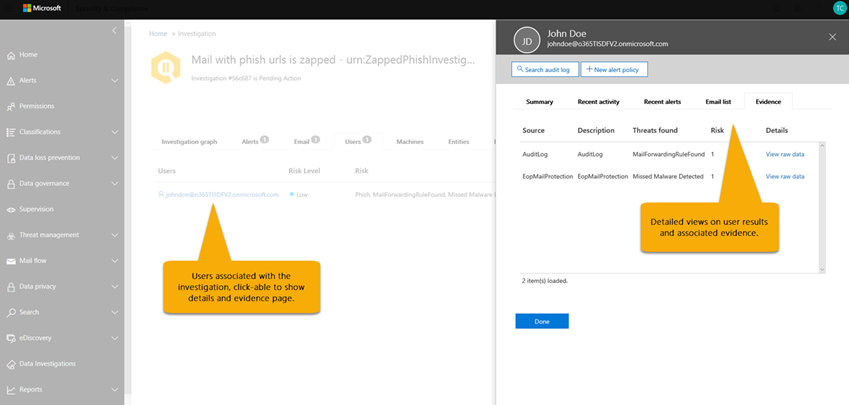 Microsoft
TC
Home
Alerts
Permissions
Classifications
Data loss prevention
Data governance
Supervision
Threat management
Mail flow
Data privacy
Search
eDiscovery
Data Investigations
Reports
Home > Investigation
Mail with phish urls is zapped - urn:ZappedPhishInvestig...
is Pending Action
Investigation graph Alerts 1 Email 1 Users 1 Machines Entities
Users Risk Level Risk
johndoe@o365TISDFV2.onmicrosoft.com Low Phish, MailForwardingRuleFound, Missed Malware
Users associated with the
investigation, click-able to show
details and evidence page.
JD
John Doe
johndoe@o365TISDFV2.onmicrosoft.com
Search audit log + New alert policy
Summary Recent activity Recent alerts Email list Evidence
Source Description Threats found Risk Details
AuditLog AuditLog MailForwardingRuleFound 1 View raw data
EopMailProtection EopMailProtection Missed Malware Detected 1 View raw data
Detailed views on user results
and associated evidence.
2 item(s) loaded.
Done